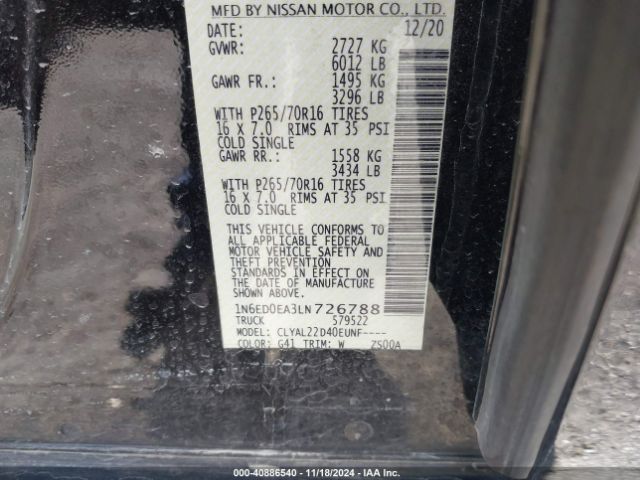 MFD BY NISSAN MOTOR CO., LTD.
DATE: 12/20
GVWR: 2727 KG
6012 LB
GAWR FR.: 1495 KG
3296 LB
WITH P265/70R16 TIRES
16 X 7.0 RIMS AT 35 PSI
COLD SINGLE
GAWR RR.: 1558 KG
3434 LB
WITH P265/70R16 TIRES
16 X 7.0 RIMS AT 35 PSI
COLD SINGLE
THIS VEHICLE CONFORMS TO
ALL APPLICABLE FEDERAL
MOTOR VEHICLE SAFETY AND
THEFT PREVENTION
STANDARDS IN EFFECT ON
THE DATE OF MANUFACTURE
SHOWN ABOVE.
1N6ED0EA3LN726788
TRUCK 579522
MODEL: CLYAL22D40EUNF----
COLOR: G41 TRIM: W ZS00A
000-40886540 - 11/18/2024 - IAA Inc.